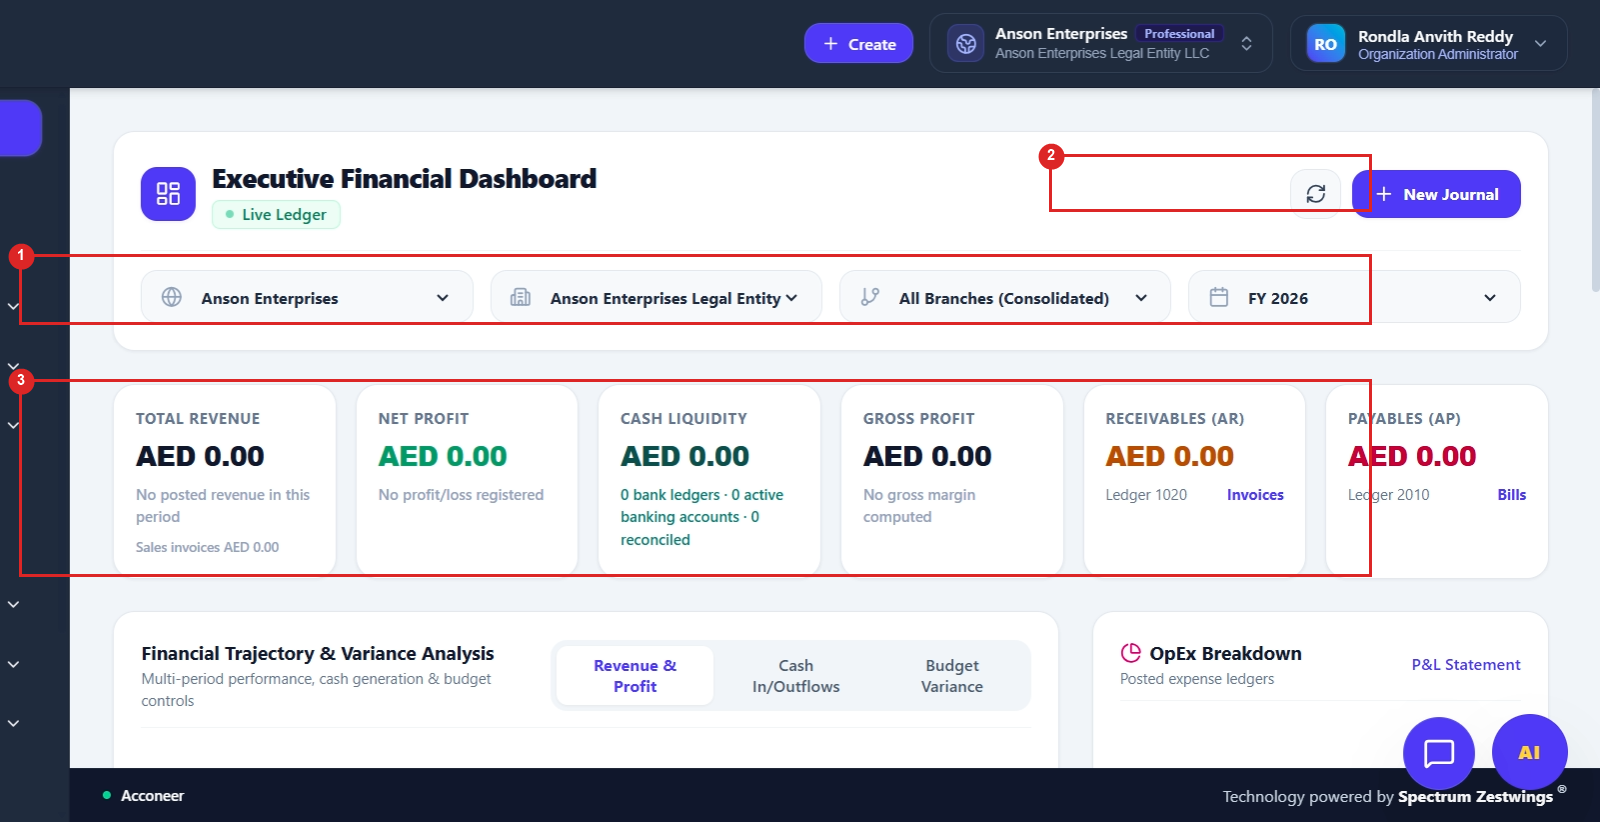 + Create
Anson Enterprises Professional
Anson Enterprises Legal Entity LLC
RO
Rondla Anvith Reddy
Organization Administrator
2
Executive Financial Dashboard
Live Ledger
+ New Journal
1
Anson Enterprises
Anson Enterprises Legal Entity
All Branches (Consolidated)
FY 2026
3
TOTAL REVENUE
AED 0.00
No posted revenue in this
period
Sales invoices AED 0.00
NET PROFIT
AED 0.00
No profit/loss registered
CASH LIQUIDITY
AED 0.00
0 bank ledgers · 0 active
banking accounts · 0
reconciled
GROSS PROFIT
AED 0.00
No gross margin
computed
RECEIVABLES (AR)
AED 0.00
Ledger 1020 Invoices
PAYABLES (AP)
AED 0.00
Ledger 2010 Bills
Financial Trajectory & Variance Analysis
Multi-period performance, cash generation & budget
controls
Revenue &
Profit
Cash
In/Outflows
Budget
Variance
OpEx Breakdown
Posted expense ledgers
P&L Statement
AI
Acconeer
Technology powered by Spectrum Zestwings ®